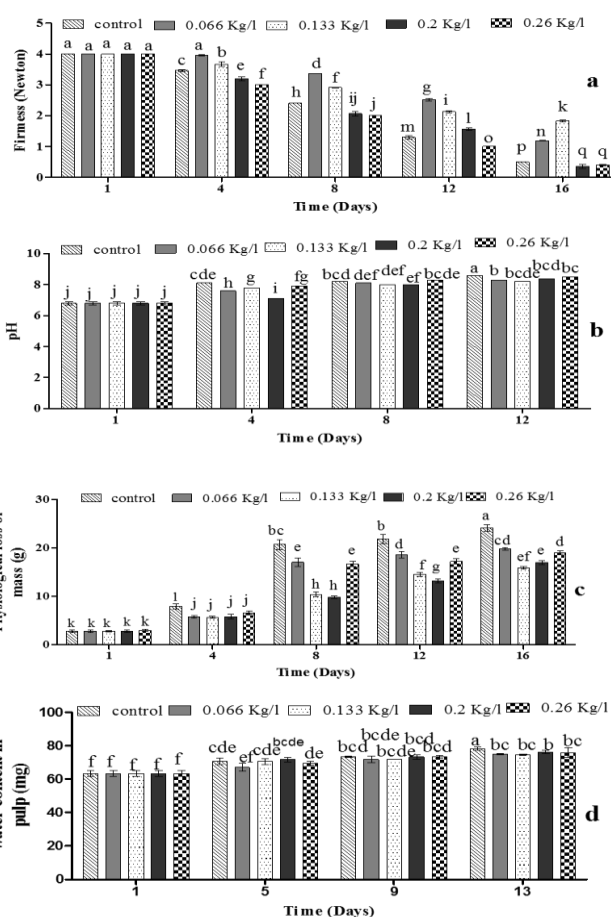 control 0.066 Kg/l 0.133 Kg/l 0.2 Kg/l 0.26 Kg/l
Firmess (Newton)
5
4
3
2
1
0
a a a a a
c a b e f
h d f ij j
m g i l o
p n k q q
a
1 4 8 12 16
Time (Days)
control 0.066 Kg/l 0.133 Kg/l 0.2 Kg/l 0.26 Kg/l
pH
10
8
6
4
2
0
j j j j j
cde h g i fg
bcd def def ef bcde
a b bcde bcd bc
b
1 4 8 12
Time (Days)
control 0.066 Kg/l 0.133 Kg/l 0.2 Kg/l 0.26 Kg/l
loss of
mass (g)
30
20
10
0
k k k k k
j j j j
bc e h h e
b d f g e
a cd ef e d
c
1 4 8 12 16
Time (Days)
control 0.066 Kg/l 0.133 Kg/l 0.2 Kg/l 0.26 Kg/l
pulp (mg)
100
80
60
40
20
0
f f f f f
cde ef cde bcde de
bcd bcde bcde bcd bcd
a bc bc b bc
d
1 5 9 13
Time (Days)